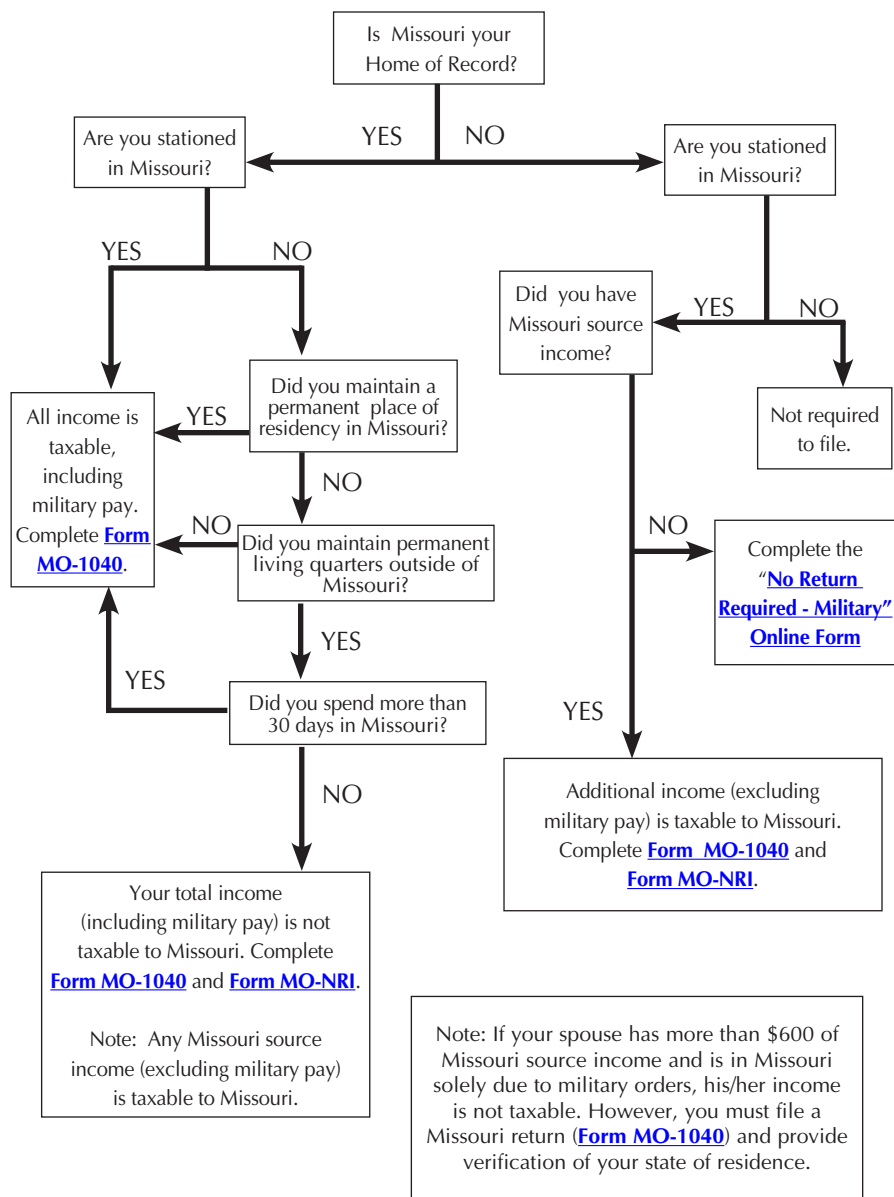 Is Missouri your
Home of Record?
YES
NO
Are you stationed
in Missouri?
Are you stationed
in Missouri?
YES
NO
Did you have
Missouri source
income?
YES
NO
All income is
taxable,
including
military pay.
Complete Form
MO-1040.
YES
Did you maintain a
permanent place of
residency in Missouri?
Not required
to file.
NO
NO
Did you maintain permanent
living quarters outside of
Missouri?
NO
Complete the
“No Return
Required - Military”
Online Form
YES
YES
Did you spend more than
30 days in Missouri?
YES
NO
Additional income (excluding
military pay) is taxable to Missouri.
Complete Form MO-1040 and
Form MO-NRI.
Your total income
(including military pay) is not
taxable to Missouri. Complete
Form MO-1040 and Form MO-NRI.
Note: Any Missouri source
income (excluding military pay)
is taxable to Missouri.
Note: If your spouse has more than $600 of
Missouri source income and is in Missouri
solely due to military orders, his/her income
is not taxable. However, you must file a
Missouri return (Form MO-1040) and provide
verification of your state of residence.